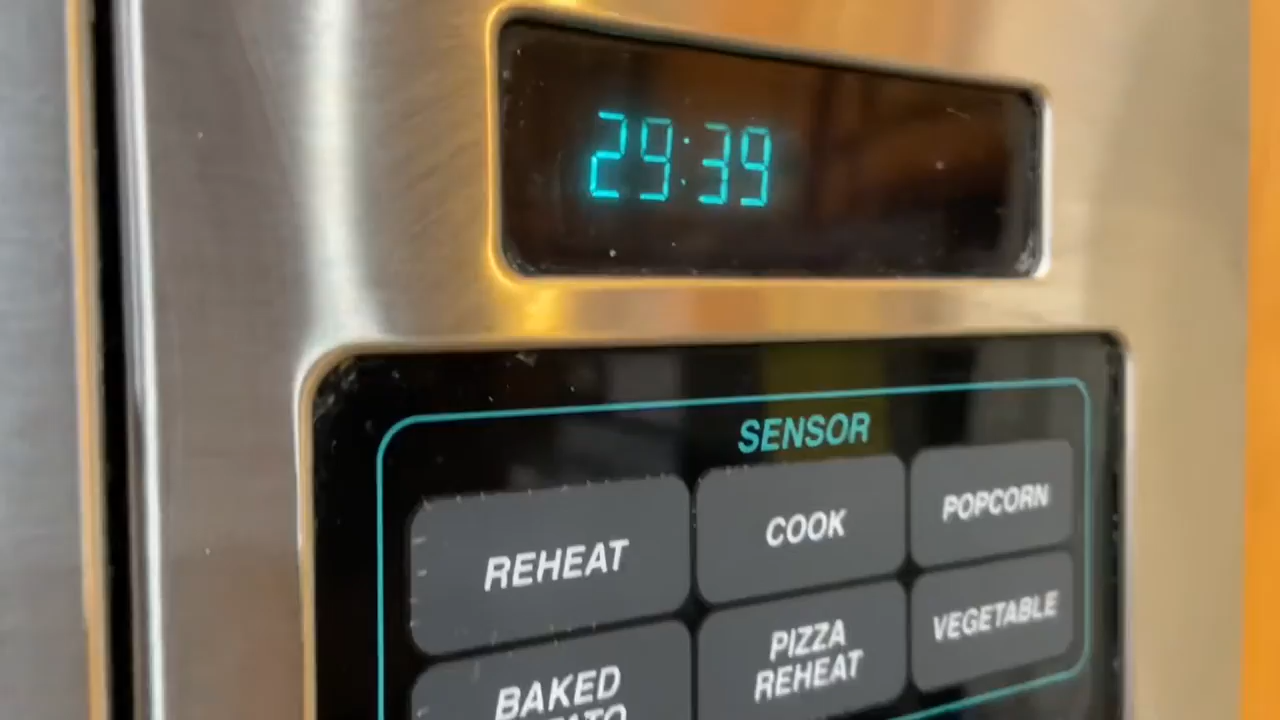 29:39
SENSOR
REHEAT
COOK
POPCORN
BAKED
PIZZA
REHEAT
VEGETABLE